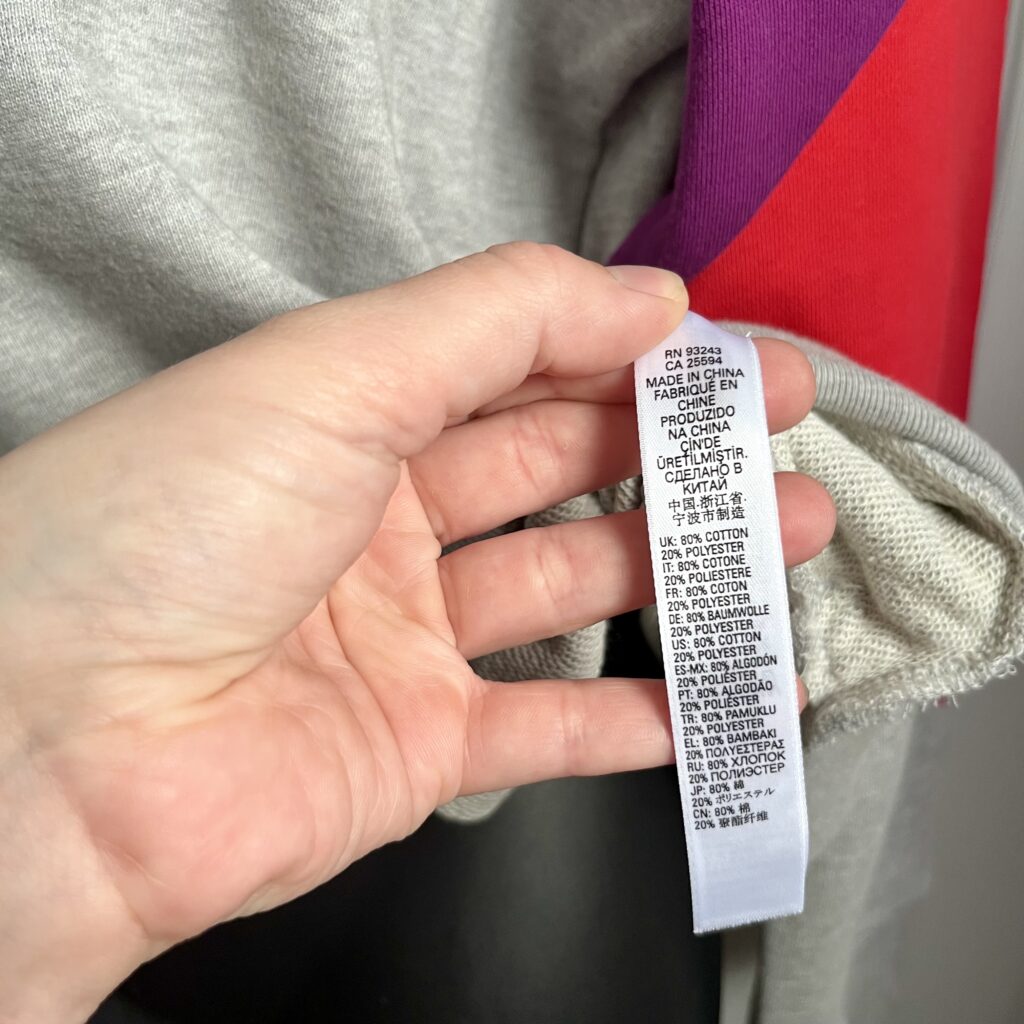 RN 93243
CA 25594
MADE IN CHINA
FABRIQUÉ EN
CHINE
PRODUZIDO
NA CHINA
ÇİN'DE
ÜRETİLMİŞTİR.
СДЕЛАНО В
КИТАЙ
中国.浙江省.
宁波市制造
UK: 80% COTTON
20% POLYESTER
IT: 80% COTONE
20% POLIESTERE
FR: 80% COTON
20% POLYESTER
DE: 80% BAUMWOLLE
20% POLYESTER
US: 80% COTTON
20% POLYESTER
ES-MX: 80% ALGODÓN
20% POLIÉSTER
PT: 80% ALGODÃO
20% POLIÉSTER
TR: 80% PAMUKLU
20% POLYESTER
EL: 80% ΒΑΜΒΑΚΙ
20% ΠΟΛΥΕΣΤΕΡΑΣ
RU: 80% ХЛОПОК
20% ПОЛИЭСТЕР
JP: 80% 綿
20% ポリエステル
CN: 80% 棉
20% 聚酯纤维